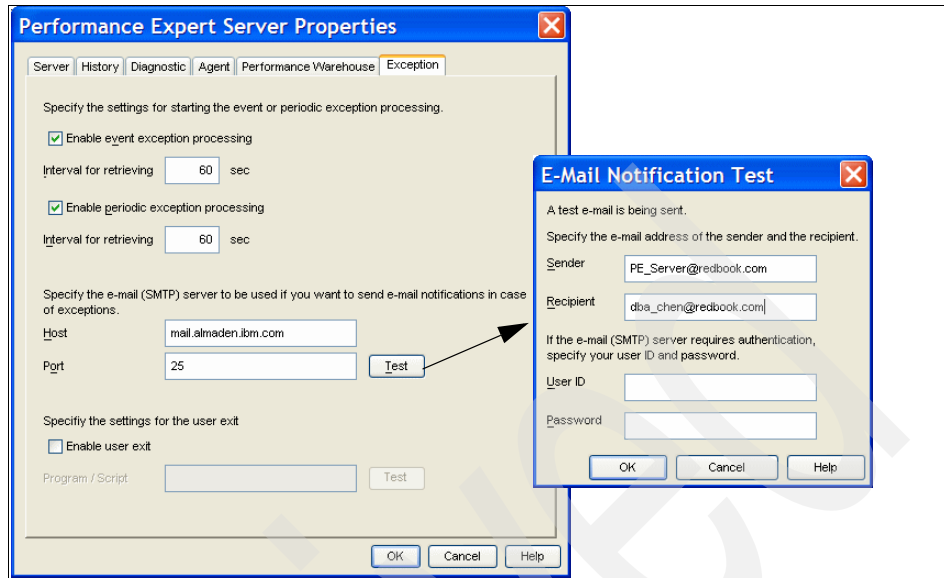 Performance Expert Server Properties
Server History Diagnostic Agent Performance Warehouse Exception
Specify the settings for starting the event or periodic exception processing.
Enable event exception processing
Interval for retrieving 60 sec
Enable periodic exception processing
Interval for retrieving 60 sec
Specify the e-mail (SMTP) server to be used if you want to send e-mail notifications in case
of exceptions.
Host mail.almaden.ibm.com
Port 25 Test
Specifiy the settings for the user exit
Enable user exit
Program / Script Test
OK Cancel Help
E-Mail Notification Test
A test e-mail is being sent.
Specify the e-mail address of the sender and the recipient.
Sender PE_Server@redbook.com
Recipient dba_chen@redbook.com
If the e-mail (SMTP) server requires authentication,
specify your user ID and password.
User ID
Password
OK Cancel Help